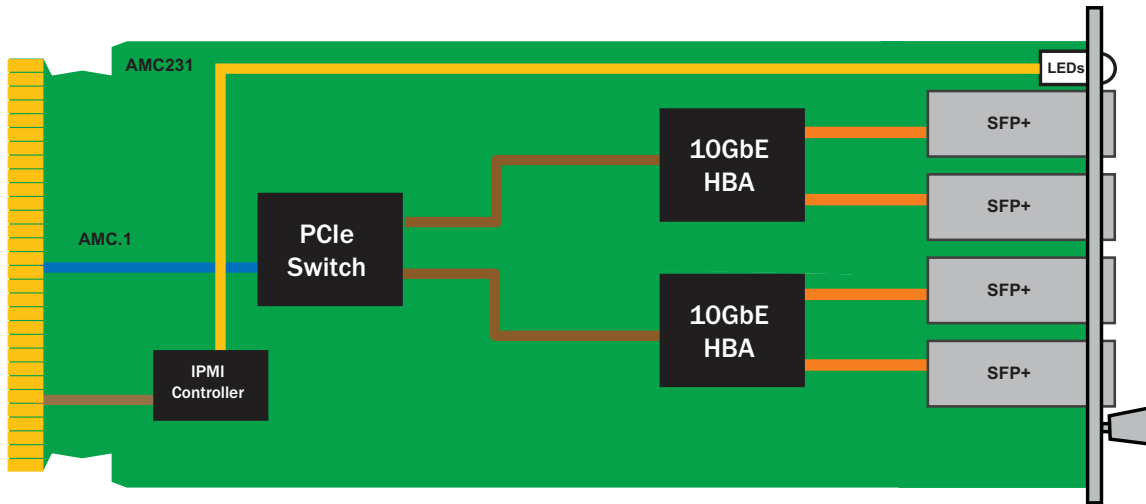 AMC231
LEDs
SFP+
10GbE
HBA
SFP+
AMC.1
PCIe
Switch
SFP+
10GbE
HBA
SFP+
IPMI
Controller